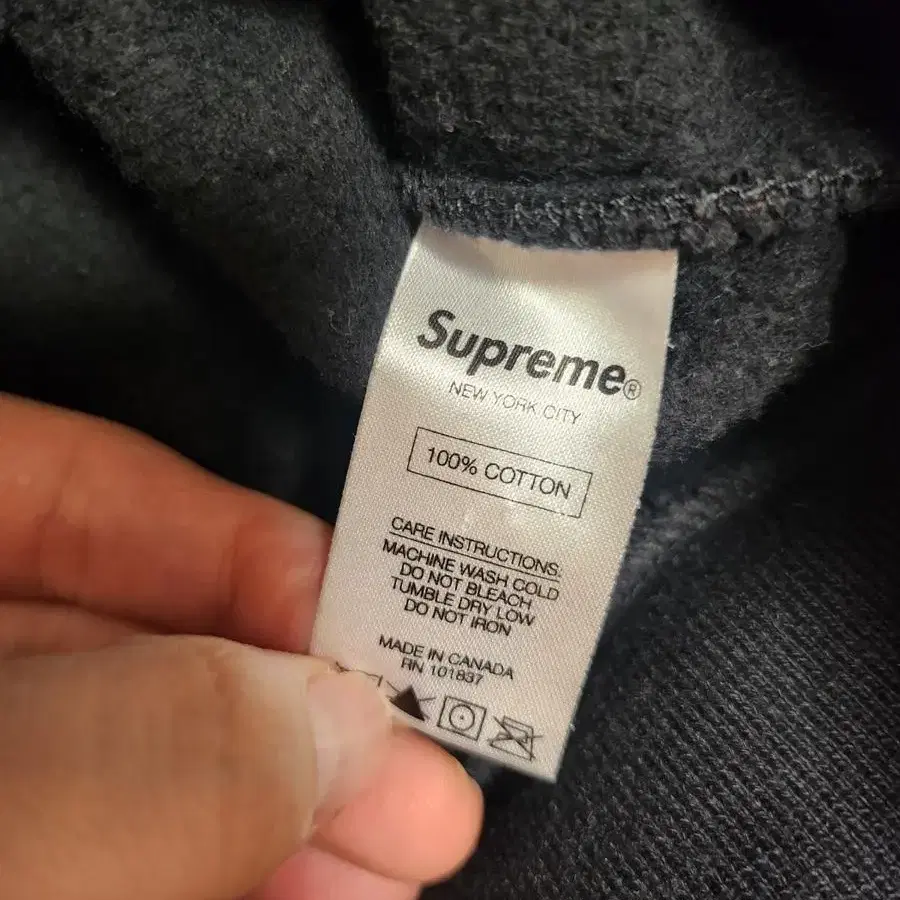 Supreme®
NEW YORK CITY
100% COTTON
CARE INSTRUCTIONS:
MACHINE WASH COLD
DO NOT BLEACH
TUMBLE DRY LOW
DO NOT IRON
MADE IN CANADA
RN 101837